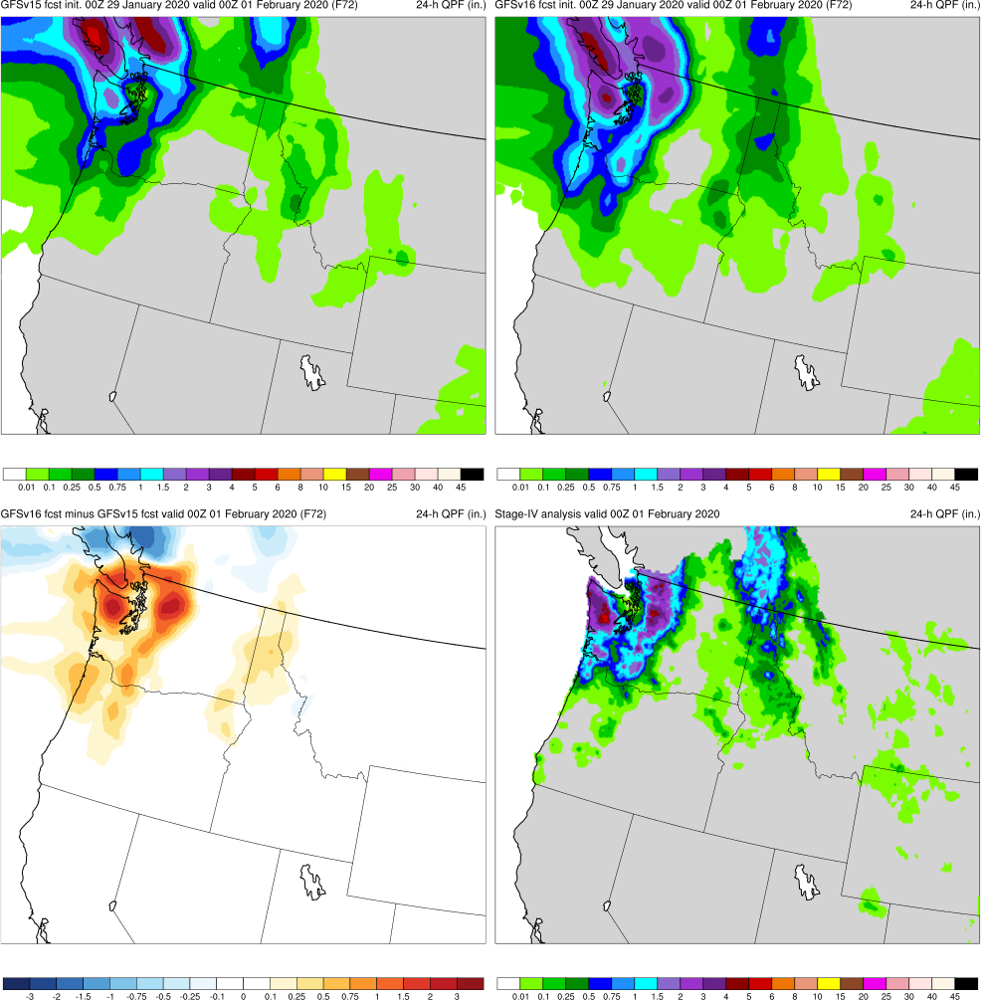 GFSv15 fcst init. 00Z 29 January 2020 valid 00Z 01 February 2020 (F72) 24-h QPF (in.)
GFSv16 fcst init. 00Z 29 January 2020 valid 00Z 01 February 2020 (F72) 24-h QPF (in.)
0.01 0.1 0.25 0.5 0.75 1 1.5 2 3 4 5 6 8 10 15 20 25 30 40 45
0.01 0.1 0.25 0.5 0.75 1 1.5 2 3 4 5 6 8 10 15 20 25 30 40 45
GFSv16 fcst minus GFSv15 fcst valid 00Z 01 February 2020 (F72) 24-h QPF (in.)
Stage-IV analysis valid 00Z 01 February 2020 24-h QPF (in.)
-3 -2 -1.5 -1 -0.75 -0.5 -0.25 -0.1 0 0.1 0.25 0.5 0.75 1 1.5 2 3
0.01 0.1 0.25 0.5 0.75 1 1.5 2 3 4 5 6 8 10 15 20 25 30 40 45